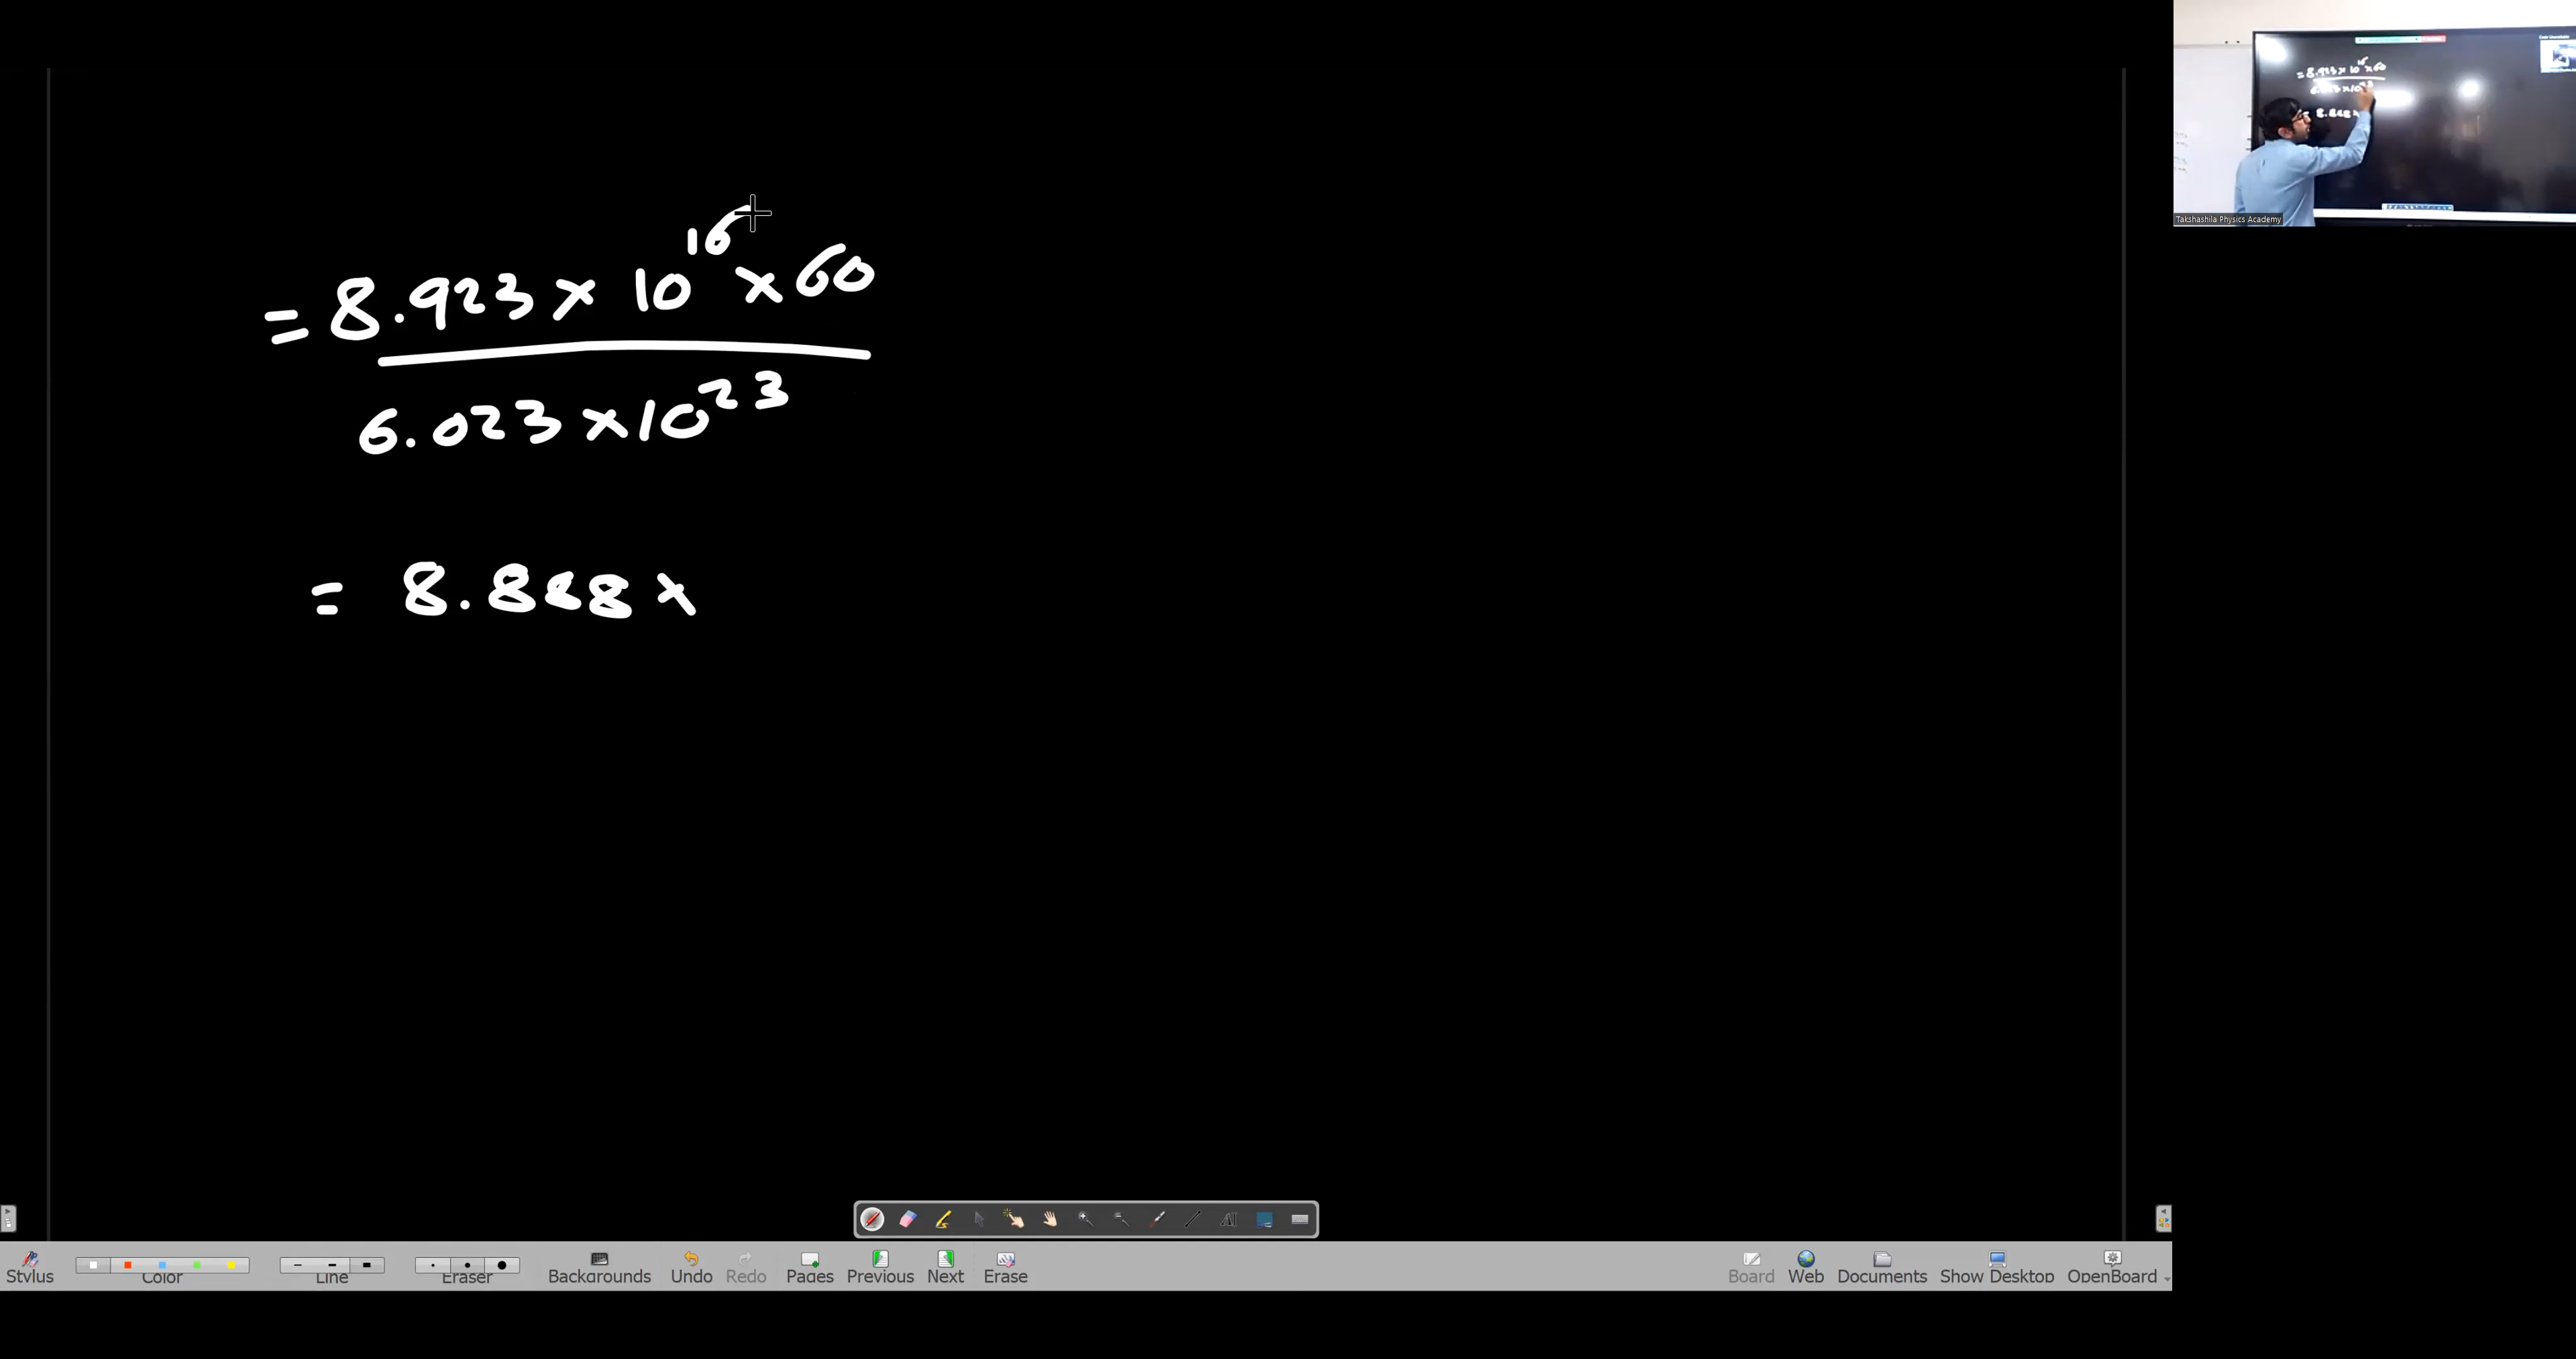 = 8.923 × 10^16 × 60
6.023 × 10^23
= 8.888 ×
Takshashila Physics Academy
Stylus Color Line Eraser Backgrounds Undo Redo Pages Previous Next Erase Board Web Documents Show Desktop OpenBoard